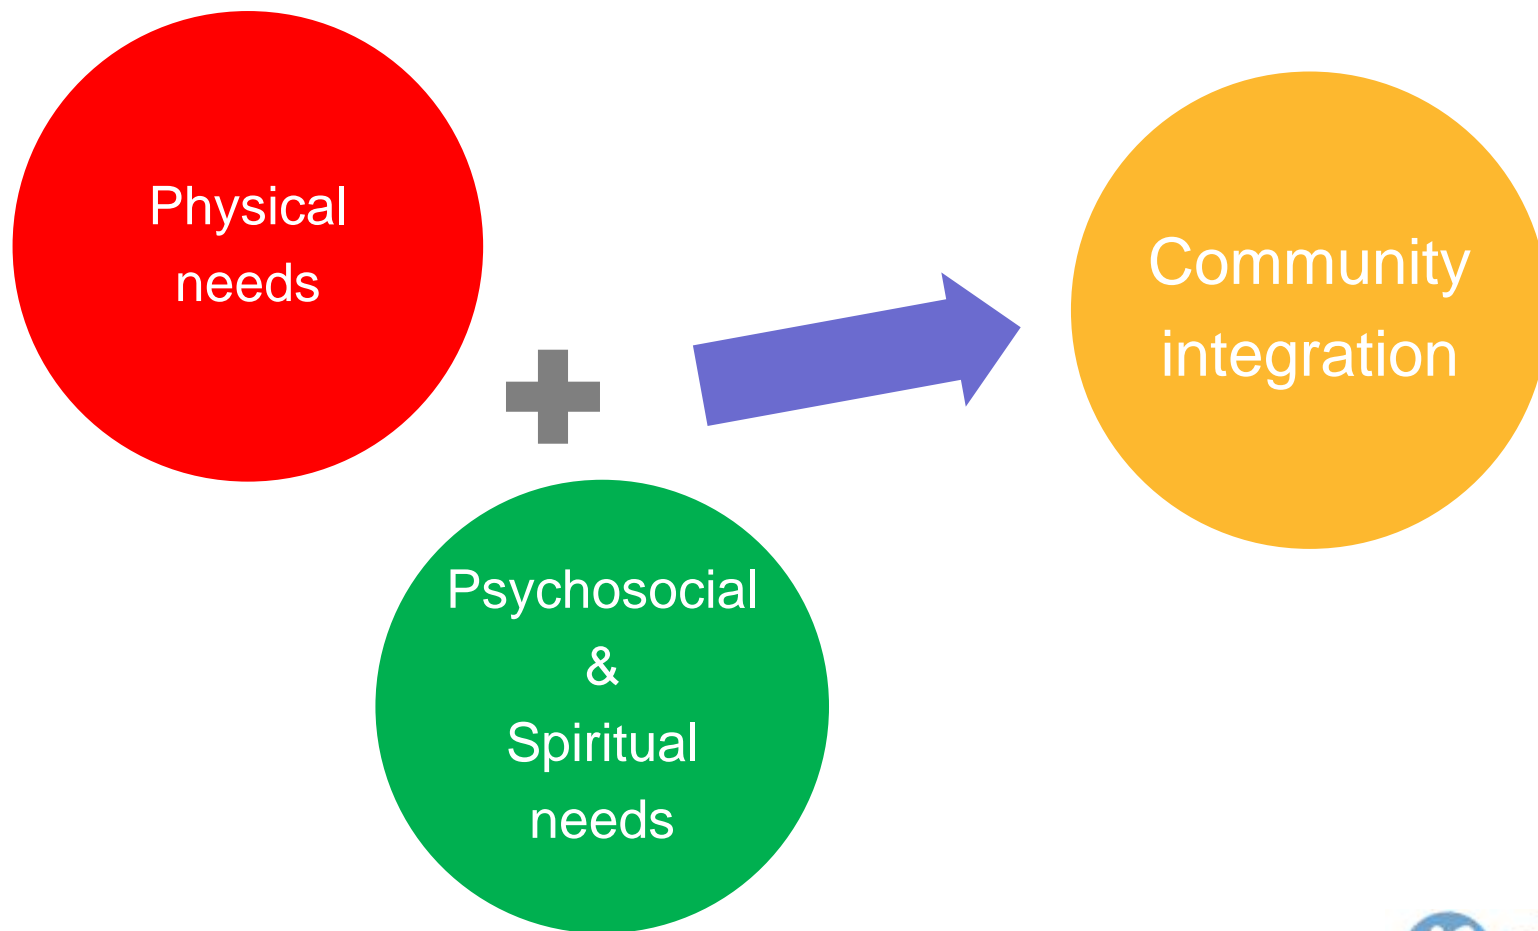 Physical
needs
Community
integration
Psychosocial
&
Spiritual
needs